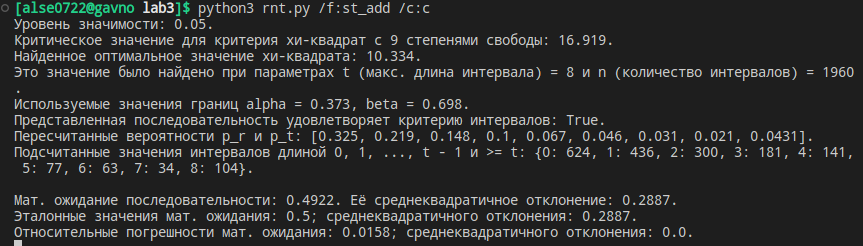 [alse0722@gavno lab3]$ python3 rnt.py /f:st_add /c:c
Уровень значимости: 0.05.
Критическое значение для критерия хи-квадрат с 9 степенями свободы: 16.919.
Найденное оптимальное значение хи-квадрата: 10.334.
Это значение было найдено при параметрах t (макс. длина интервала) = 8 и n (количество интервалов) = 1960
.
Используемые значения границ alpha = 0.373, beta = 0.698.
Представленная последовательность удовлетворяет критерию интервалов: True.
Пересчитанные вероятности p_r и p_t: [0.325, 0.219, 0.148, 0.1, 0.067, 0.046, 0.031, 0.021, 0.0431].
Подсчитанные значения интервалов длиной 0, 1, ..., t - 1 и >= t: {0: 624, 1: 436, 2: 300, 3: 181, 4: 141,
5: 77, 6: 63, 7: 34, 8: 104}.
Мат. ожидание последовательности: 0.4922. Её среднеквадратичное отклонение: 0.2887.
Эталонные значения мат. ожидания: 0.5; среднеквадратичного отклонения: 0.2887.
Относительные погрешности мат. ожидания: 0.0158; среднеквадратичного отклонения: 0.0.